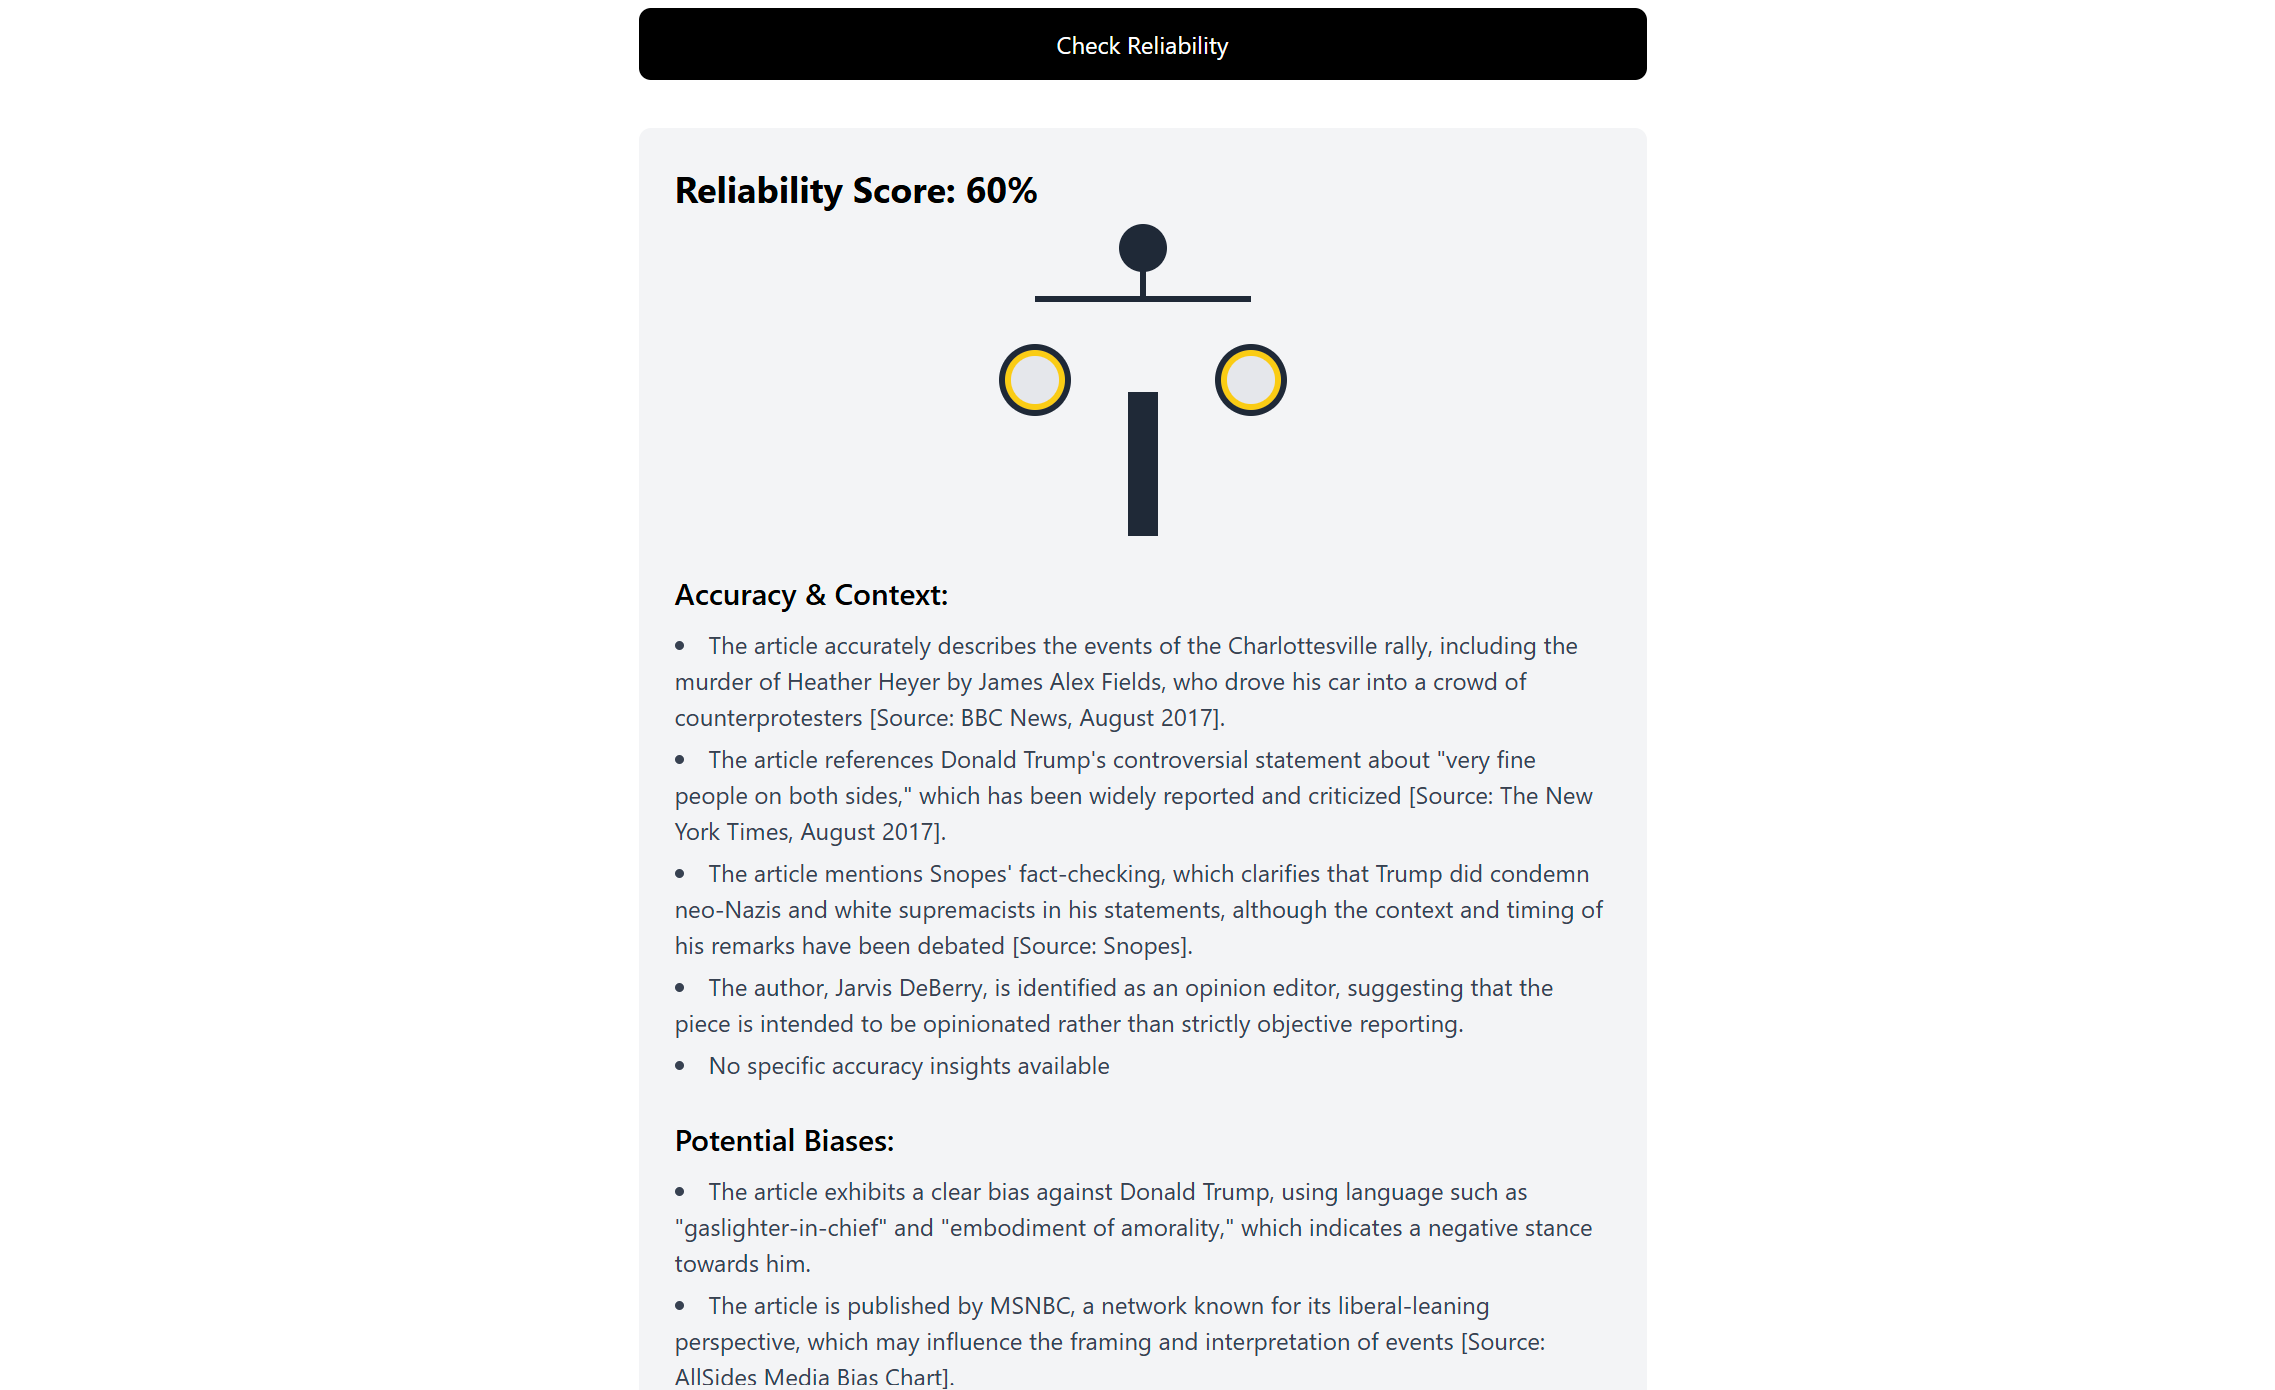 Check Reliability
Reliability Score: 60%
Accuracy & Context:
• The article accurately describes the events of the Charlottesville rally, including the
murder of Heather Heyer by James Alex Fields, who drove his car into a crowd of
counterprotesters [Source: BBC News, August 2017].
• The article references Donald Trump's controversial statement about "very fine
people on both sides," which has been widely reported and criticized [Source: The New
York Times, August 2017].
• The article mentions Snopes' fact-checking, which clarifies that Trump did condemn
neo-Nazis and white supremacists in his statements, although the context and timing of
his remarks have been debated [Source: Snopes].
• The author, Jarvis DeBerry, is identified as an opinion editor, suggesting that the
piece is intended to be opinionated rather than strictly objective reporting.
• No specific accuracy insights available
Potential Biases:
• The article exhibits a clear bias against Donald Trump, using language such as
"gaslighter-in-chief" and "embodiment of amorality," which indicates a negative stance
towards him.
• The article is published by MSNBC, a network known for its liberal-leaning
perspective, which may influence the framing and interpretation of events [Source:
AllSides Media Bias Chart].